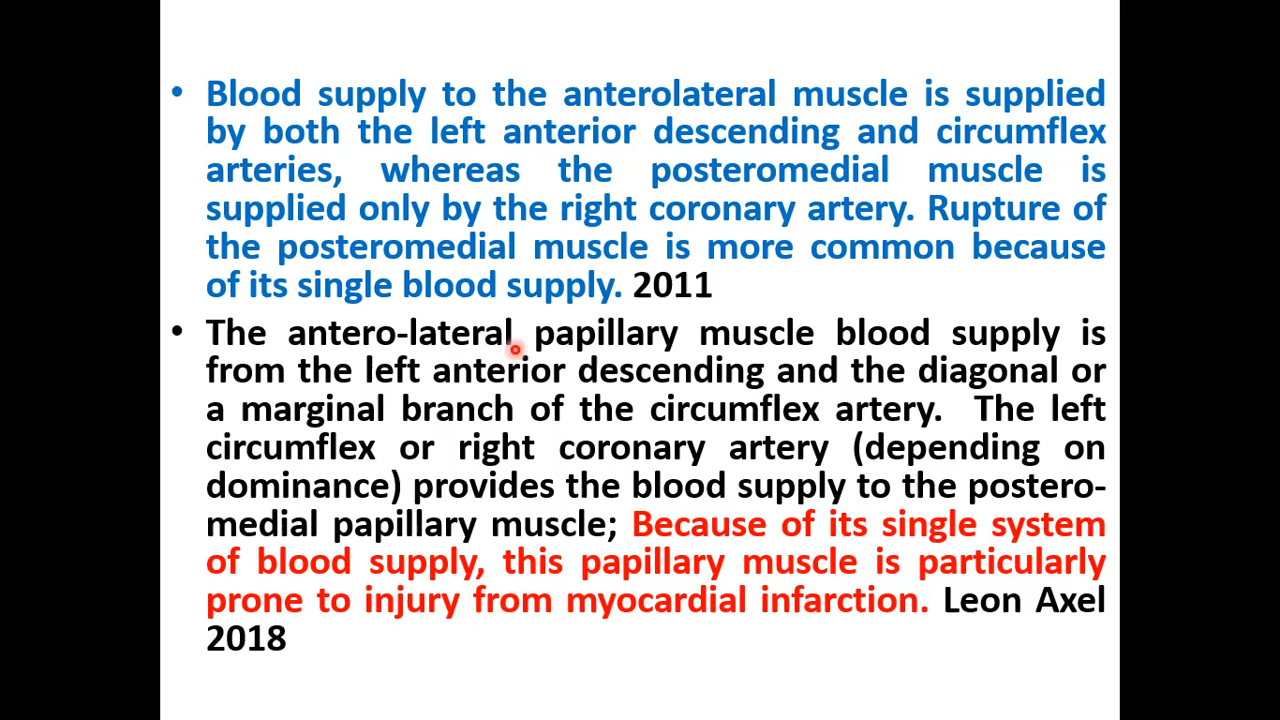 • Blood supply to the anterolateral muscle is supplied
by both the left anterior descending and circumflex
arteries, whereas the posteromedial muscle is
supplied only by the right coronary artery. Rupture of
the posteromedial muscle is more common because
of its single blood supply. 2011
• The antero-lateral papillary muscle blood supply is
from the left anterior descending and the diagonal or
a marginal branch of the circumflex artery. The left
circumflex or right coronary artery (depending on
dominance) provides the blood supply to the postero-
medial papillary muscle; Because of its single system
of blood supply, this papillary muscle is particularly
prone to injury from myocardial infarction. Leon Axel
2018